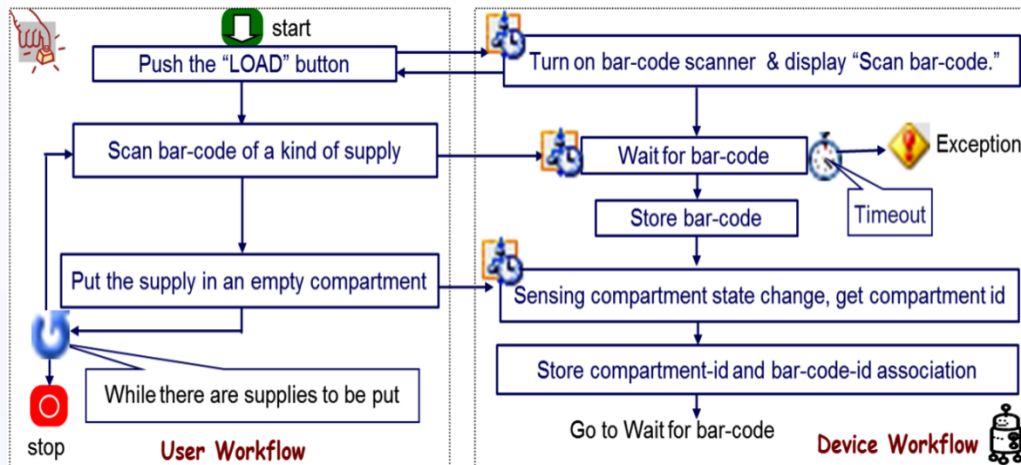 start
Push the “LOAD” button
Turn on bar-code scanner & display “Scan bar-code.”
Scan bar-code of a kind of supply
Wait for bar-code
Exception
Timeout
Store bar-code
Put the supply in an empty compartment
Sensing compartment state change, get compartment id
While there are supplies to be put
Store compartment-id and bar-code-id association
stop
User Workflow
Go to Wait for bar-code
Device Workflow